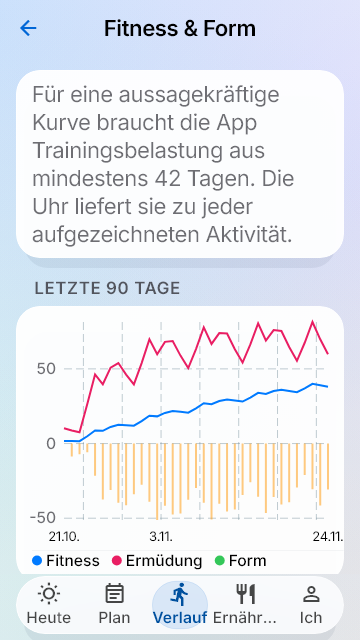 Fitness & Form
Für eine aussagekräftige
Kurve braucht die App
Trainingsbelastung aus
mindestens 42 Tagen. Die
Uhr liefert sie zu jeder
aufgezeichneten Aktivität.
LETZTE 90 TAGE
50
0
-50
21.10. 3.11. 24.11.
Fitness Ermüdung Form
Heute Plan Verlauf Ernähr... Ich